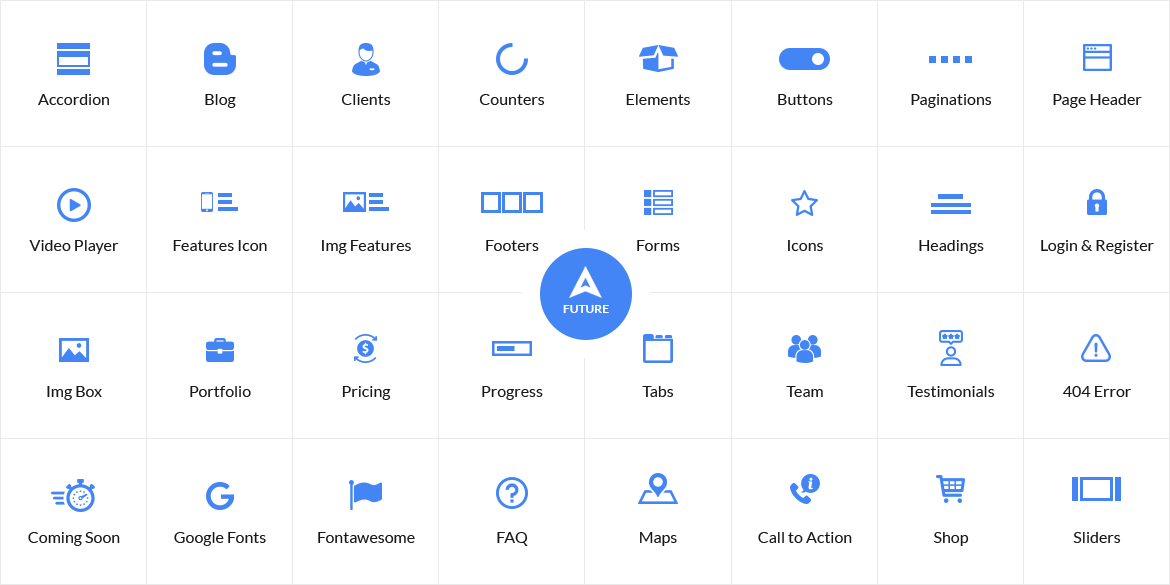 Accordion
Blog
Clients
Counters
Elements
Buttons
Paginations
Page Header
Video Player
Features Icon
Img Features
Footers
Forms
Icons
Headings
Login & Register
FUTURE
Img Box
Portfolio
Pricing
Progress
Tabs
Team
Testimonials
404 Error
Coming Soon
Google Fonts
Fontawesome
FAQ
Maps
Call to Action
Shop
Sliders